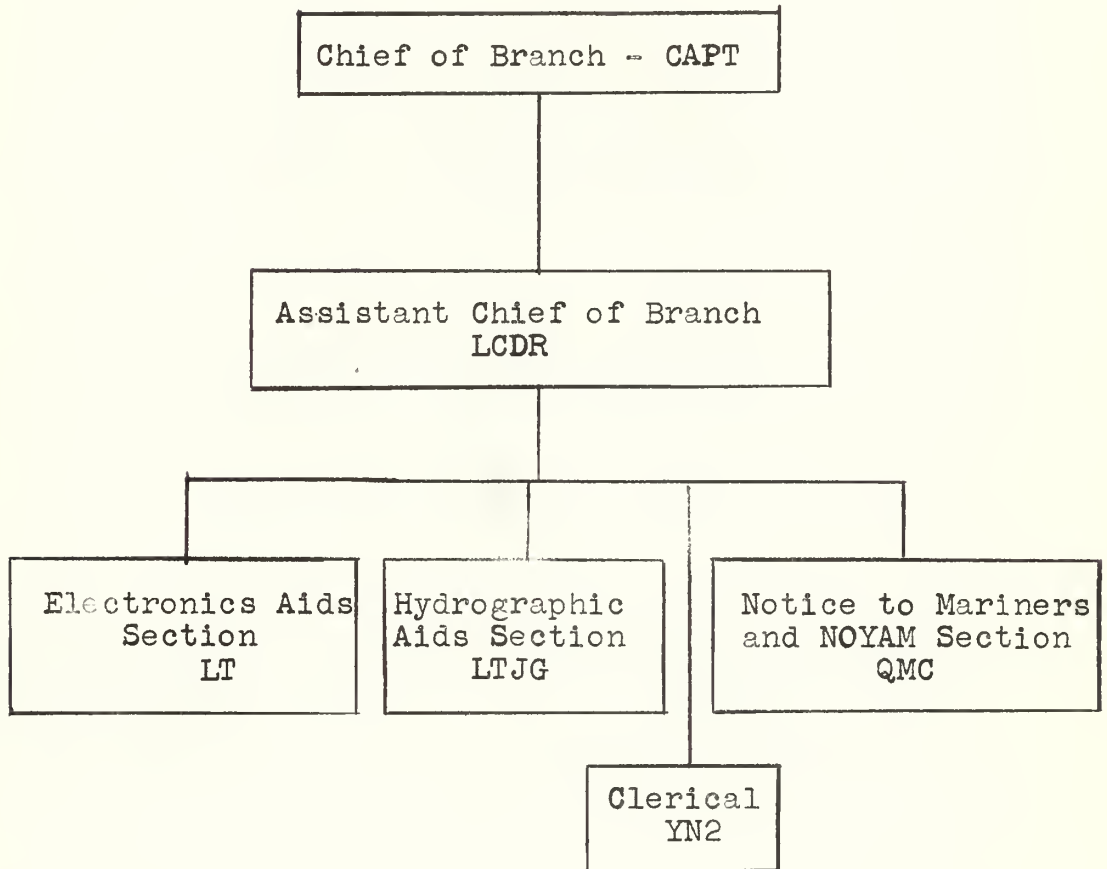 Chief of Branch - CAPT
Assistant Chief of Branch
LCDR
Electronics Aids
Section
LT
Hydrographic
Aids Section
LTJG
Notice to Mariners
and NOYAM Section
QMC
Clerical
YN2